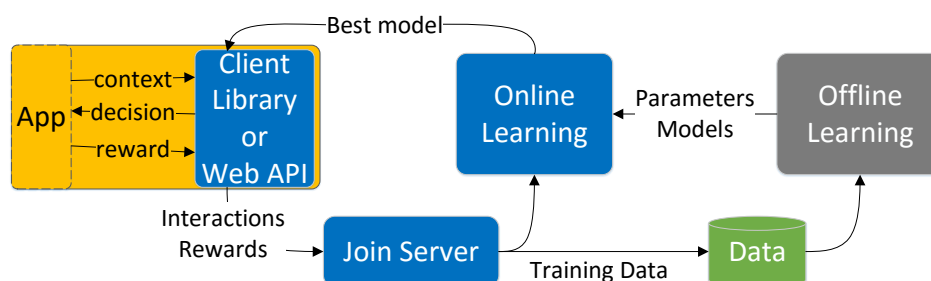 Best model
App
context
decision
reward
Client
Library
or
Web API
Online
Learning
Parameters
Models
Offline
Learning
Interactions
Rewards
Join Server
Training Data
Data